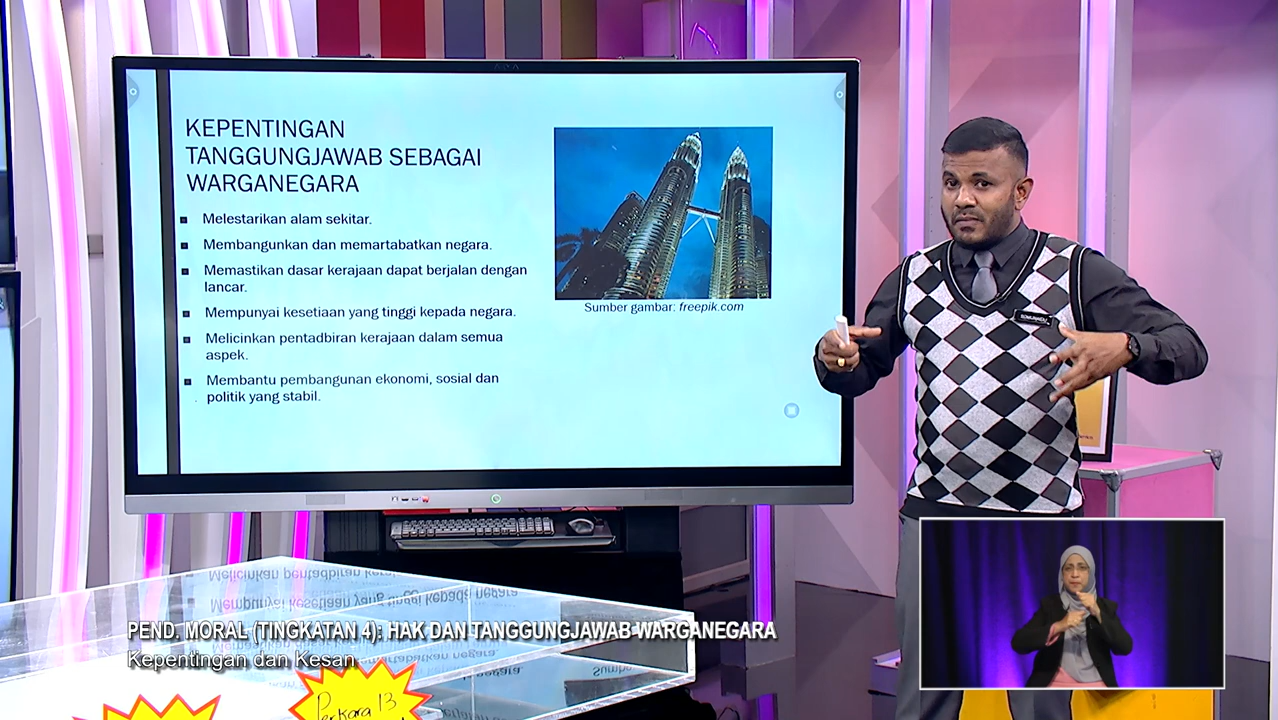 KEPENTINGAN
TANGGUNGJAWAB SEBAGAI
WARGANEGARA
Melestarikan alam sekitar.
Membangunkan dan memartabatkan negara.
Memastikan dasar kerajaan dapat berjalan dengan
lancar.
Mempunyai kesetiaan yang tinggi kepada negara.
Melicinkan pentadbiran kerajaan dalam semua
aspek.
Membantu pembangunan ekonomi, sosial dan
politik yang stabil.
Sumber gambar: freepik.com
PEND. MORAL (TINGKATAN 4): HAK DAN TANGGUNGJAWAB WARGANEGARA
Kepentingan dan Kesan
Perkara 13